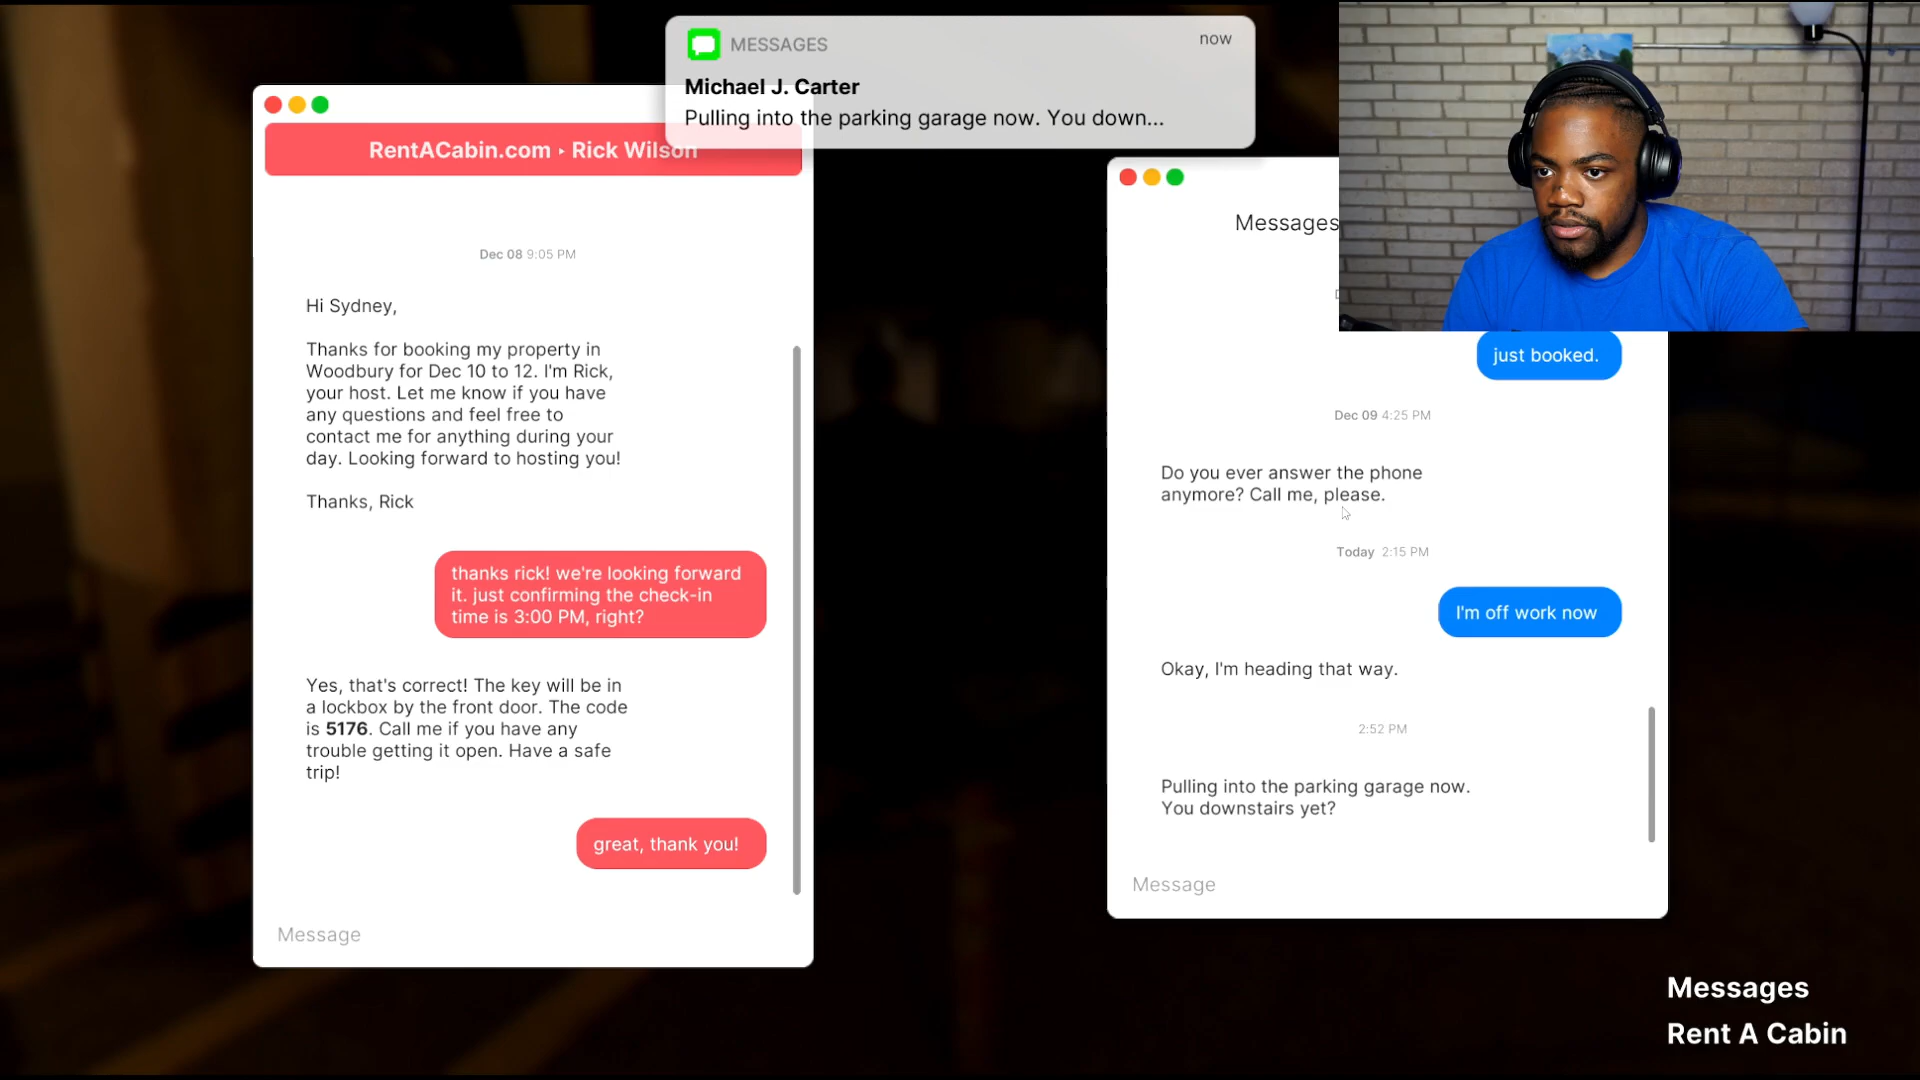 MESSAGES
now
Michael J. Carter
Pulling into the parking garage now. You down...
RentACabin.com ‣ Rick Wilson
Dec 08 9:05 PM
Hi Sydney,
Thanks for booking my property in
Woodbury for Dec 10 to 12. I'm Rick,
your host. Let me know if you have
any questions and feel free to
contact me for anything during your
day. Looking forward to hosting you!
Thanks, Rick
thanks rick! we're looking forward
it. just confirming the check-in
time is 3:00 PM, right?
Yes, that's correct! The key will be in
a lockbox by the front door. The code
is 5176. Call me if you have any
trouble getting it open. Have a safe
trip!
great, thank you!
Message
Messages
just booked.
Dec 09 4:25 PM
Do you ever answer the phone
anymore? Call me, please.
Today 2:15 PM
I'm off work now
Okay, I'm heading that way.
2:52 PM
Pulling into the parking garage now.
You downstairs yet?
Message
Messages
Rent A Cabin